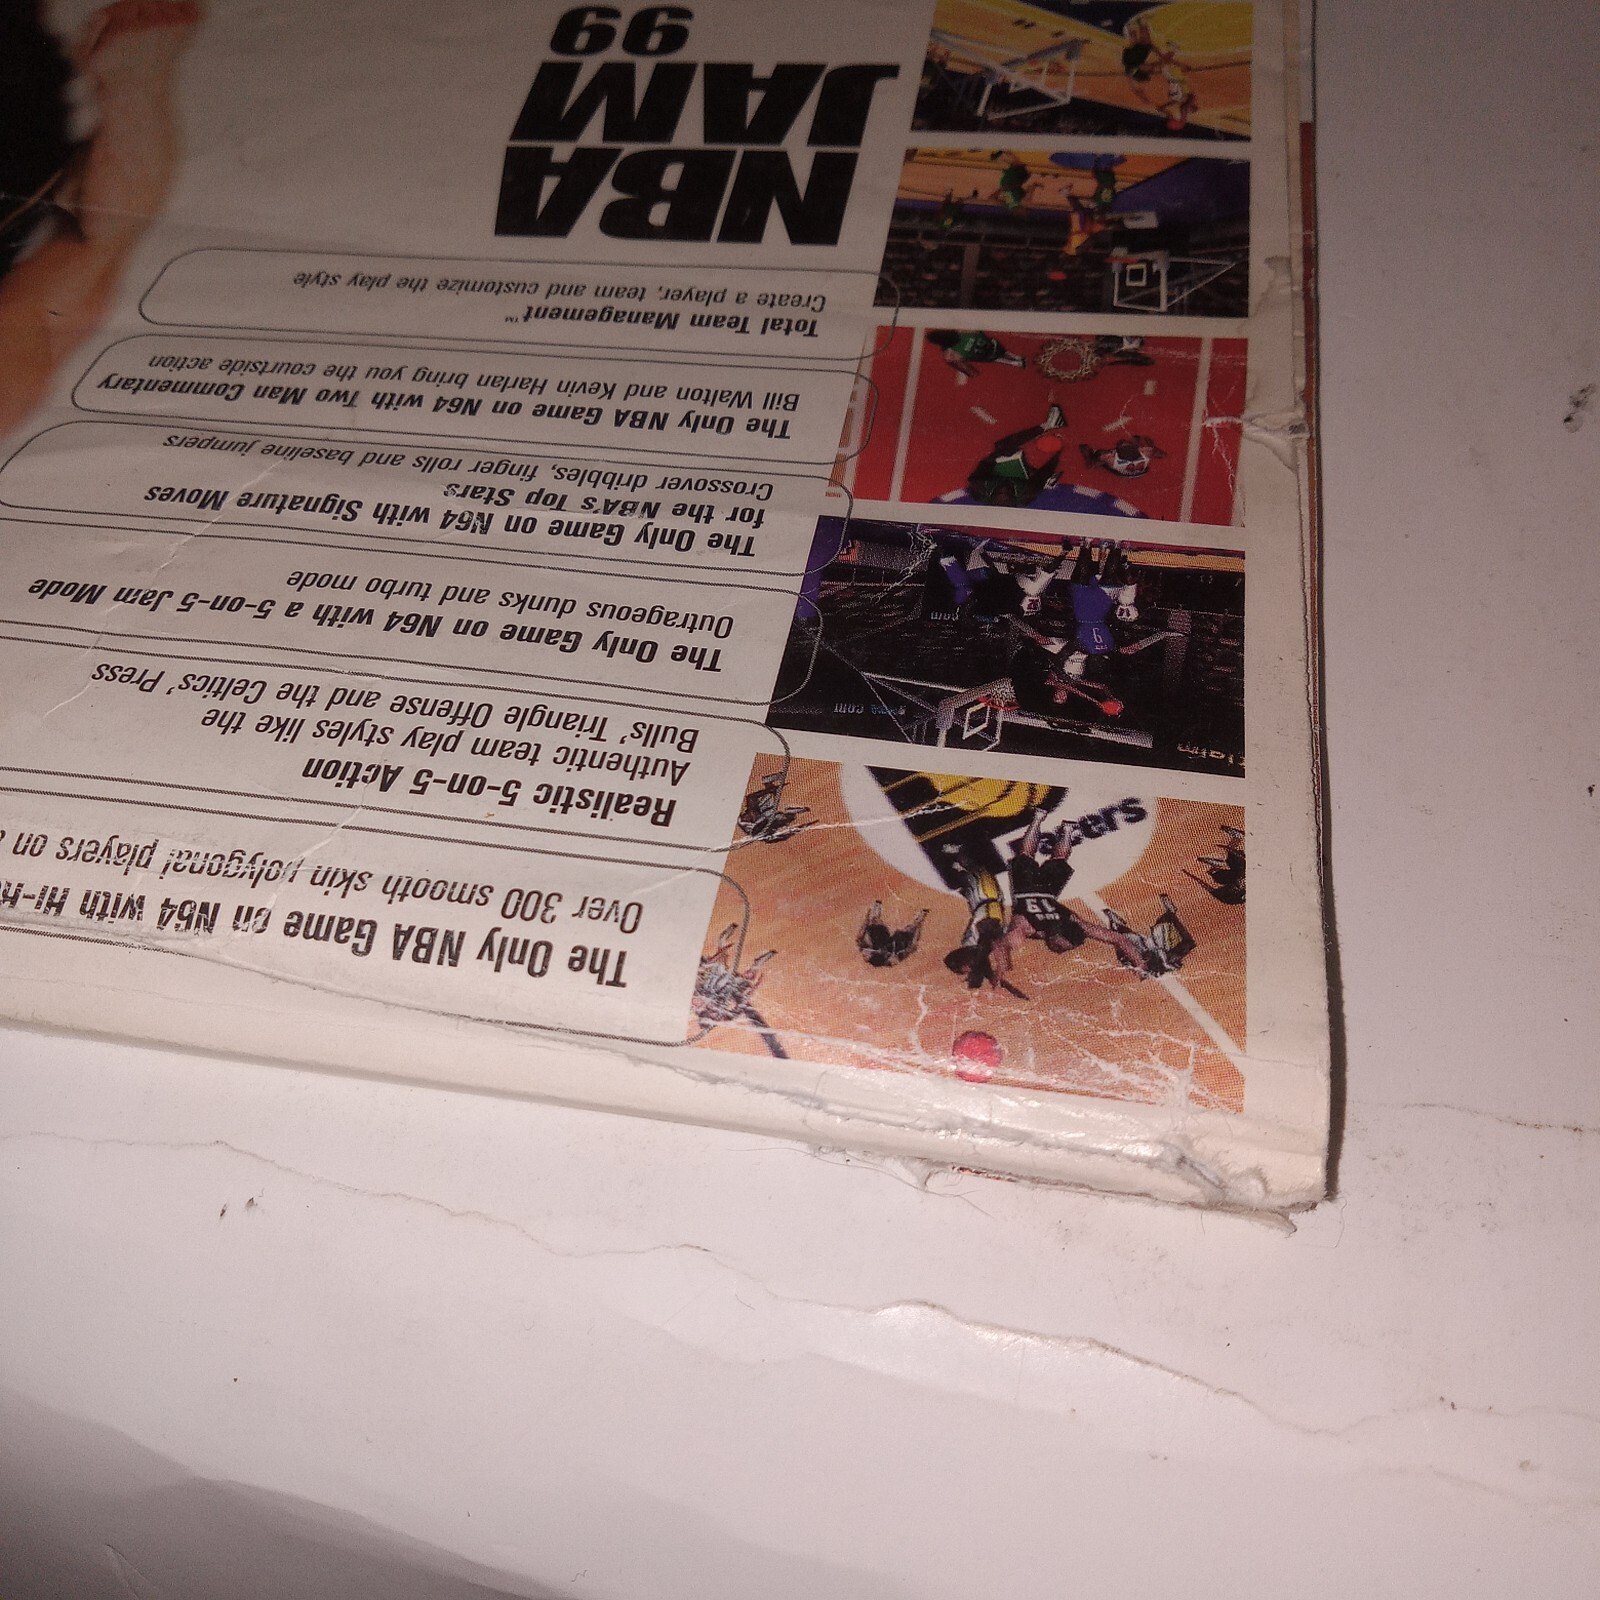 The Only NBA Game on N64 with Hi-R
Over 300 smooth skin polygonal players on
Realistic 5-on-5 Action
Authentic team play styles like the
Bulls' Triangle Offense and the Celtics' Press
The Only Game on N64 with a 5-on-5 Jam Mode
Outrageous dunks and turbo mode
The Only Game on N64 with Signature Moves
for the NBA's Top Stars
Crossover dribbles, finger rolls and baseline jumpers
The Only NBA Game on N64 with Two Man Commentary
Bill Walton and Kevin Harlan bring you the courtside action
Total Team Management™
Create a player, team and customize the play style
NBA
JAM
99
Pacers
19
9